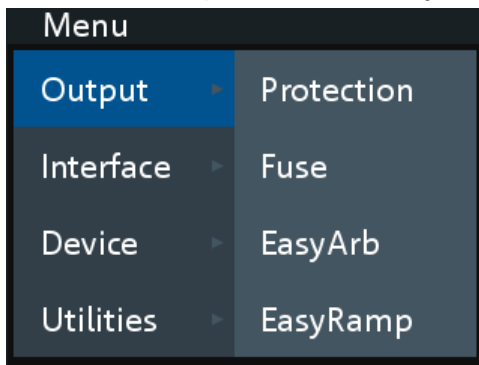 Menu
Output
Protection
Interface
Fuse
Device
EasyArb
Utilities
EasyRamp